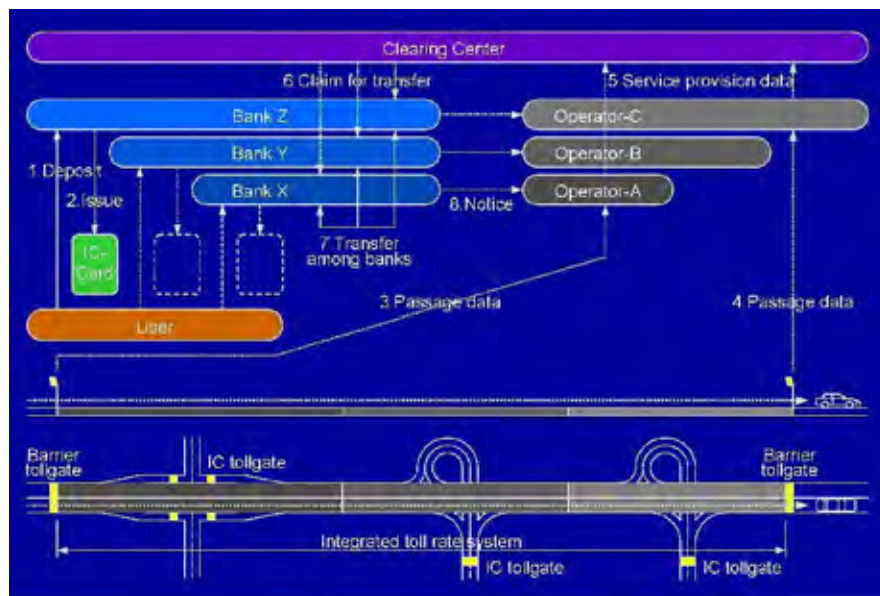 Clearing Center
6.Claim for transfer
5.Service provision data
Bank Z
Operator-C
Bank Y
Operator-B
1.Deposit
Bank X
Operator-A
2.Issue
8.Notice
7.Transfer
among banks
IC-
Card
3.Passage data
4.Passage data
User
Barrier
tollgate
IC tollgate
Barrier
tollgate
Integrated toll rate system
IC tollgate
IC tollgate